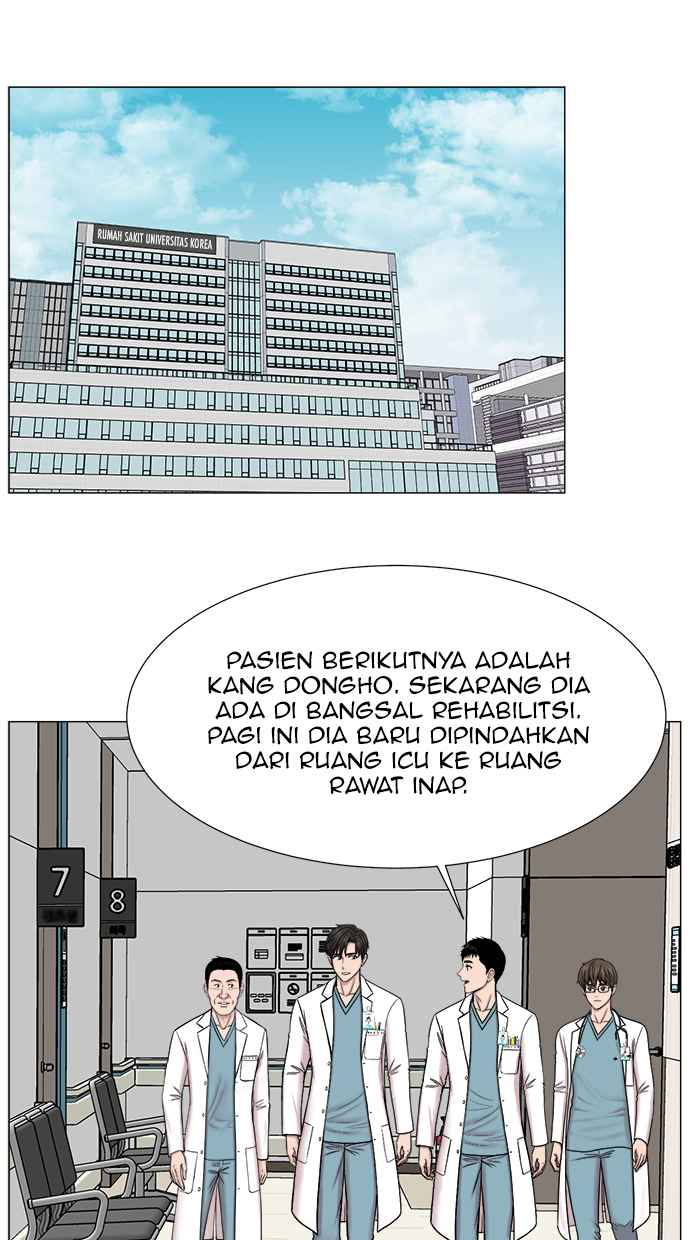 RUMAH SAKIT UNIVERSITAS KOREA
PASIEN BERIKUTNYA ADALAH
KANG DONGHO. SEKARANG DIA
ADA DI BANGSAL REHABILITSI.
PAGI INI DIA BARU DIPINDAHKAN
DARI RUANG ICU KE RUANG
RAWAT INAP.
7
8